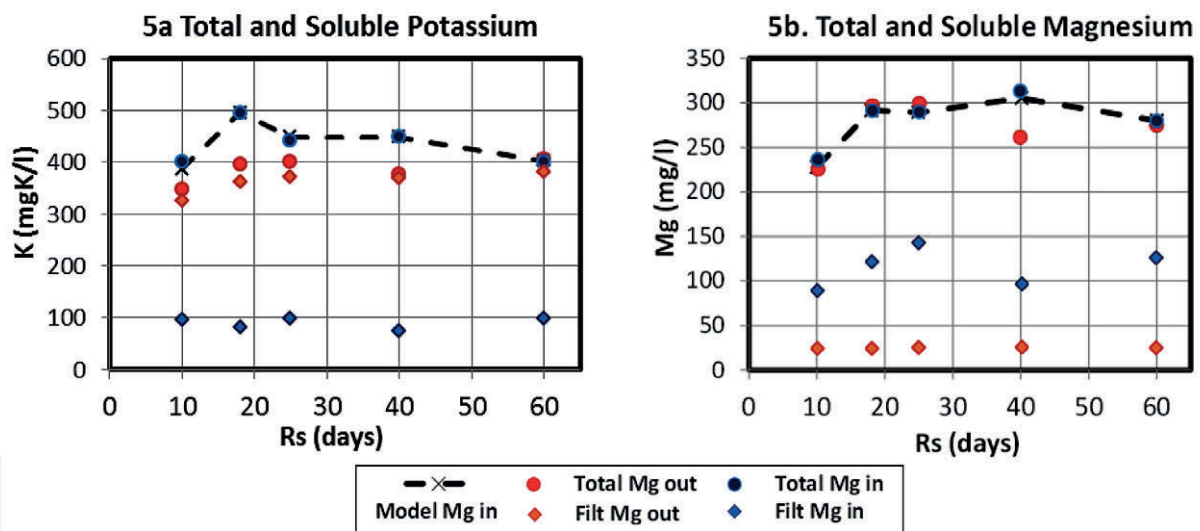 5a Total and Soluble Potassium
600
500
400
300
200
100
0
K (mgK/l)
0 10 20 30 40 50 60
Rs (days)
5b. Total and Soluble Magnesium
350
300
250
200
150
100
50
0
Mg (mg/l)
0 10 20 30 40 50 60
Rs (days)
Model Mg in
Total Mg out
Total Mg in
Filt Mg out
Filt Mg in